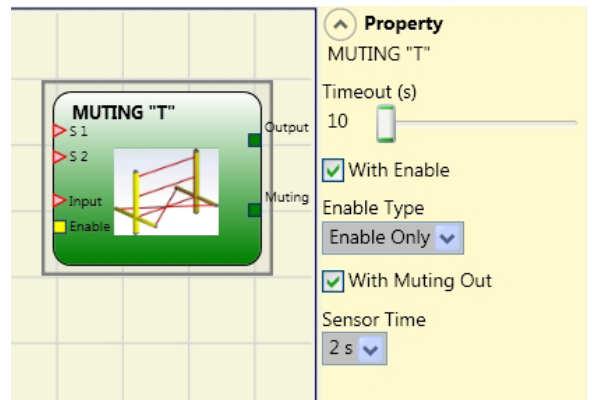 MUTING "T"
S 1
S 2
Input
Enable
Output
Muting
Property
MUTING "T"
Timeout (s)
10
With Enable
Enable Type
Enable Only
With Muting Out
Sensor Time
2 s